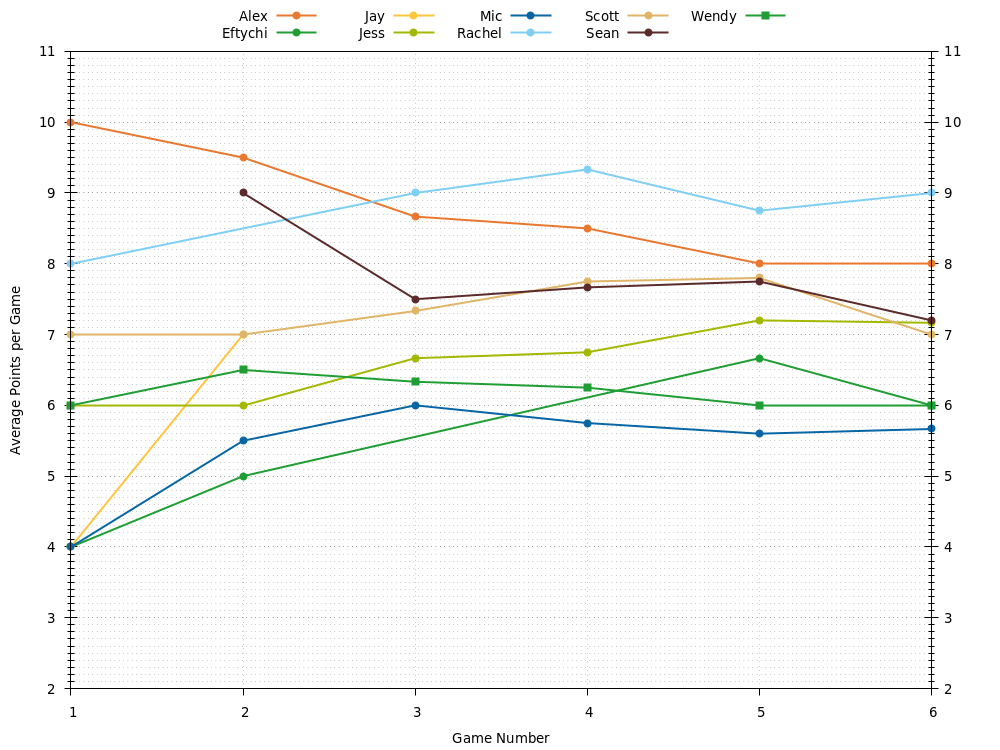 Alex Jay Mic Scott Wendy
Eftychi Jess Rachel Sean
11 11
10 10
9 9
8 8
7 7
6 6
5 5
4 4
3 3
2 2
Average Points per Game
1 2 3 4 5 6
Game Number